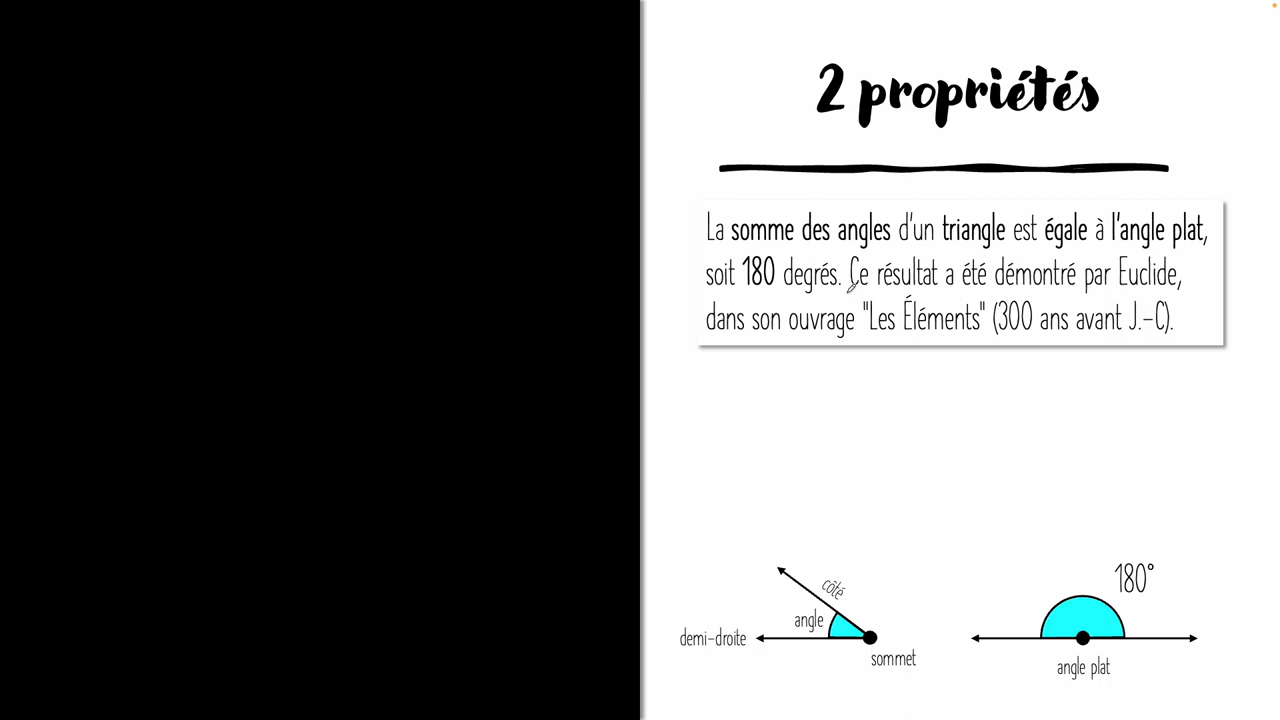 2 propriétés
La somme des angles d'un triangle est égale à l'angle plat,
soit 180 degrés. Ce résultat a été démontré par Euclide,
dans son ouvrage "Les Éléments" (300 ans avant J.-C).
côté
angle
demi-droite
sommet
180°
angle plat